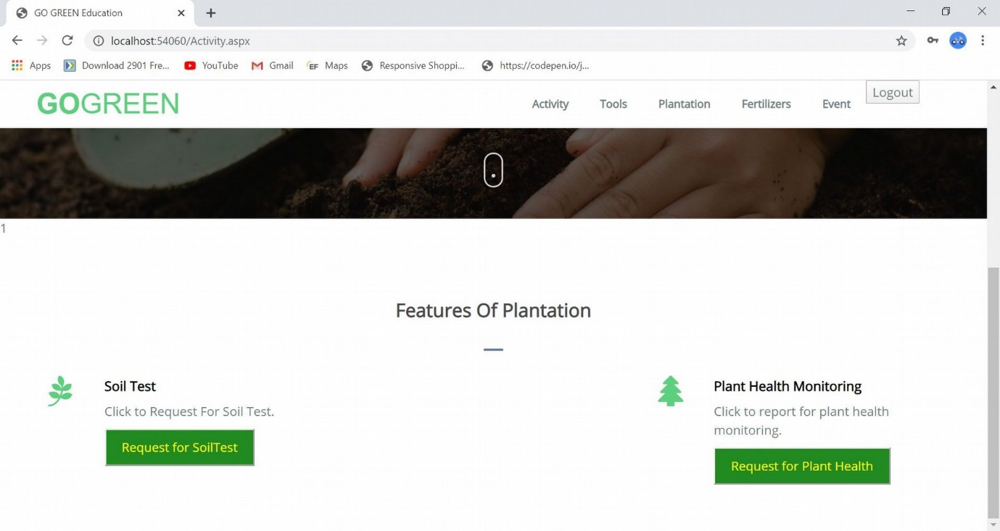 GO GREEN Education
localhost:54060/Activity.aspx
Apps Download 2901 Fre... YouTube Gmail EF Maps Responsive Shoppi... https://codepen.io/j...
GOGREEN Activity Tools Plantation Fertilizers Event Logout
1
Features Of Plantation
Soil Test
Click to Request For Soil Test.
Request for SoilTest
Plant Health Monitoring
Click to report for plant health
monitoring.
Request for Plant Health